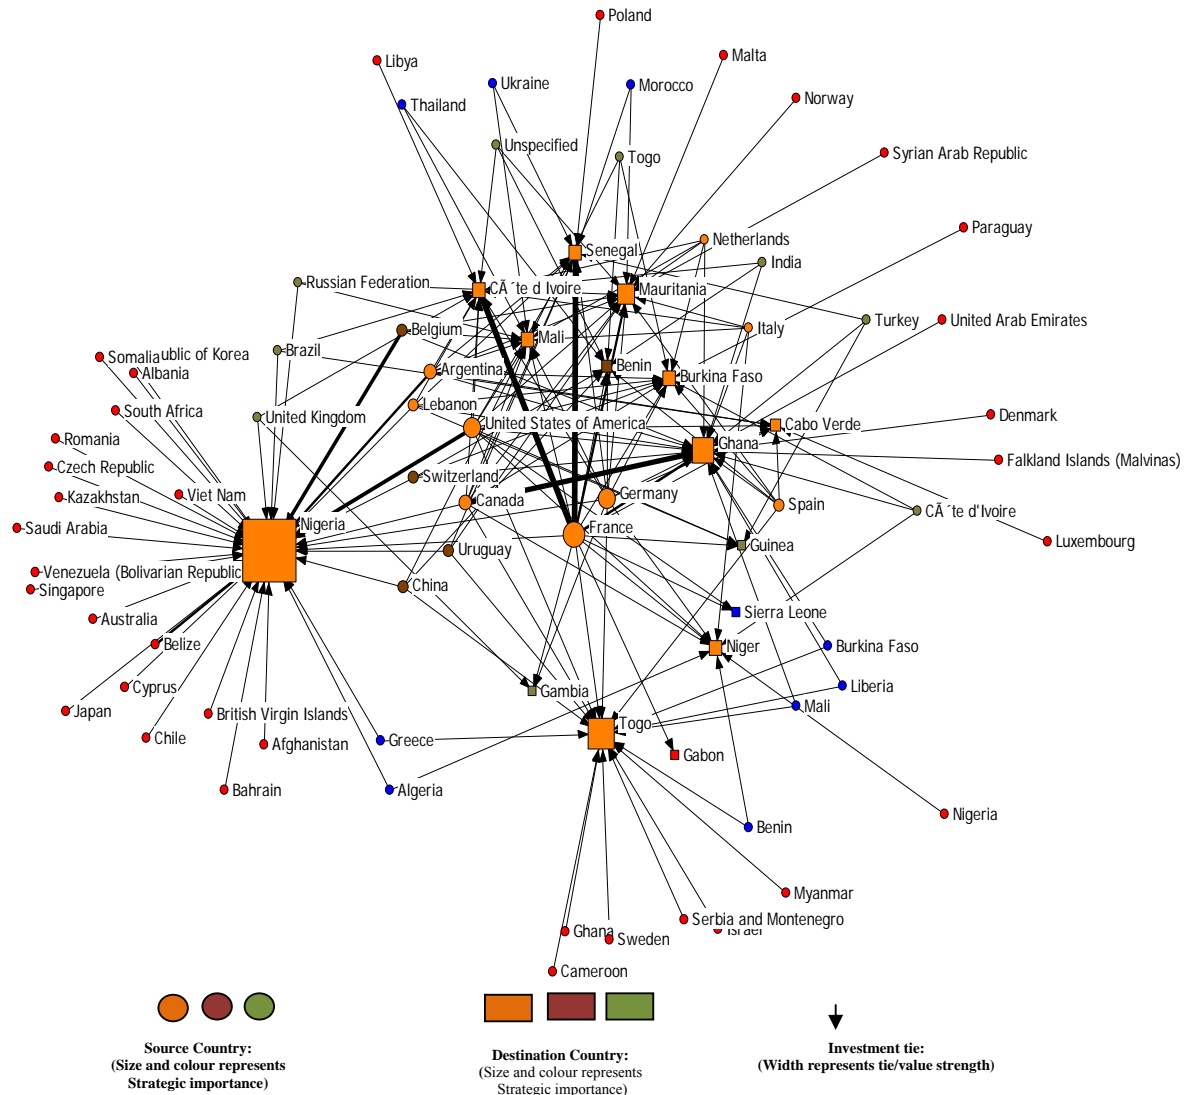 Poland
Libya
Malta
Ukraine
Morocco
Thailand
Norway
Unspecified
Togo
Syrian Arab Republic
Paraguay
Netherlands
Senegal
India
Russian Federation
CÃ´te d Ivoire
Mauritania
Belgium
Mali
Italy
Turkey
United Arab Emirates
Brazil
Somalia
ublic of Korea
Albania
Argentina
Benin
Burkina Faso
South Africa
United Kingdom
Lebanon
United States of America
Cabo Verde
Denmark
Romania
Ghana
Czech Republic
Falkland Islands (Malvinas)
Switzerland
Kazakhstan
Viet Nam
Canada
Germany
Spain
CÃ´te d'Ivoire
Saudi Arabia
Nigeria
France
Guinea
Luxembourg
Uruguay
Venezuela (Bolivarian Republic
Singapore
China
Australia
Sierra Leone
Belize
Niger
Burkina Faso
Cyprus
Gambia
Liberia
Japan
British Virgin Islands
Mali
Chile
Afghanistan
Greece
Togo
Gabon
Bahrain
Algeria
Nigeria
Benin
Myanmar
Serbia and Montenegro
Israel
Ghana
Sweden
Cameroon
Source Country:
(Size and colour represents
Strategic importance)
Destination Country:
(Size and colour represents
Strategic importance)
Investment tie:
(Width represents tie/value strength)